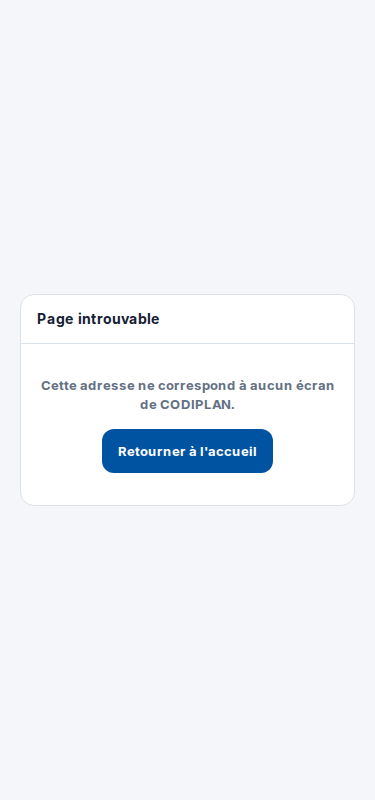 Page introuvable
Cette adresse ne correspond à aucun écran
de CODIPLAN.
Retourner à l'accueil